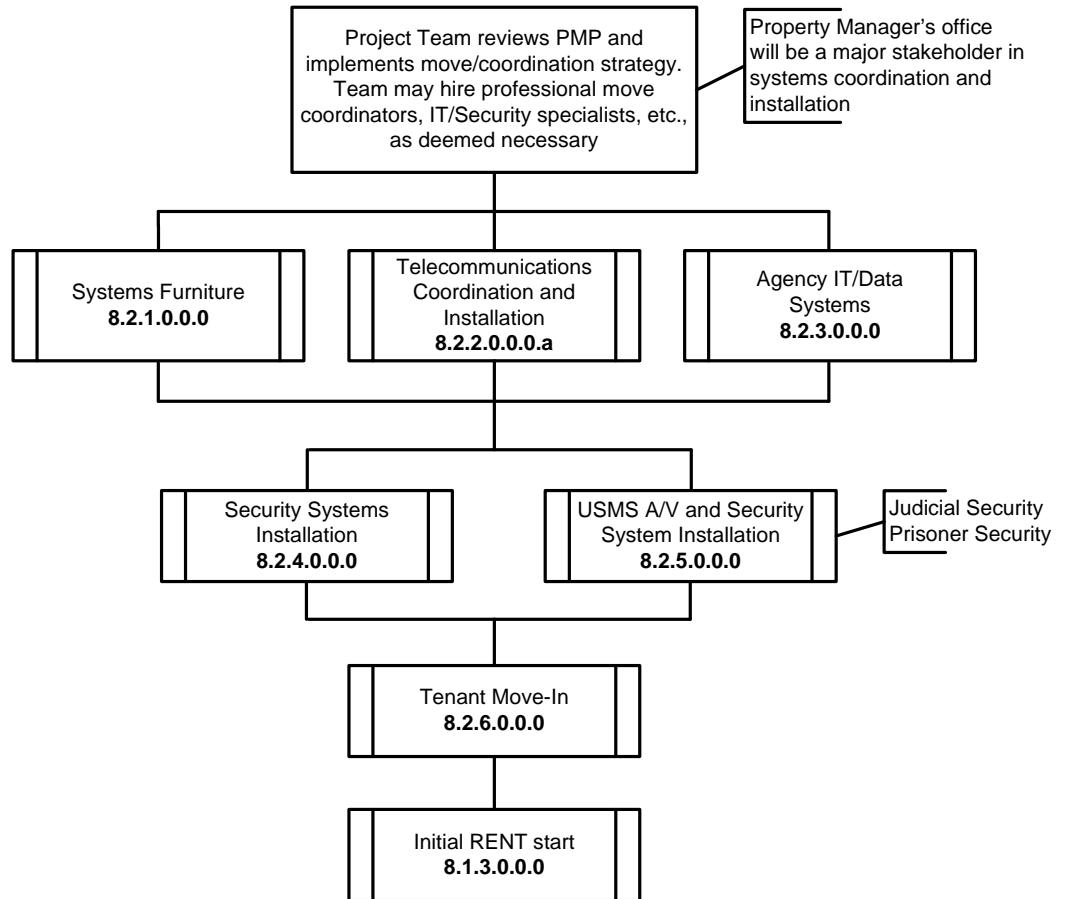 Project Team reviews PMP and
implements move/coordination strategy.
Team may hire professional move
coordinators, IT/Security specialists, etc.,
as deemed necessary
Property Manager's office
will be a major stakeholder in
systems coordination and
installation
Systems Furniture
8.2.1.0.0.0
Telecommunications
Coordination and
Installation
8.2.2.0.0.0.a
Agency IT/Data
Systems
8.2.3.0.0.0
Security Systems
Installation
8.2.4.0.0.0
USMS A/V and Security
System Installation
8.2.5.0.0.0
Judicial Security
Prisoner Security
Tenant Move-In
8.2.6.0.0.0
Initial RENT start
8.1.3.0.0.0